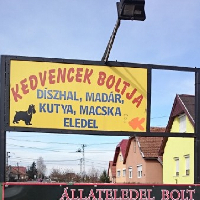 KEDVENCEK BOLTJA
DÍSZHAL, MADÁR,
KUTYA, MACSKA
ELEDEL
ÁLLATELEDEL BOLT